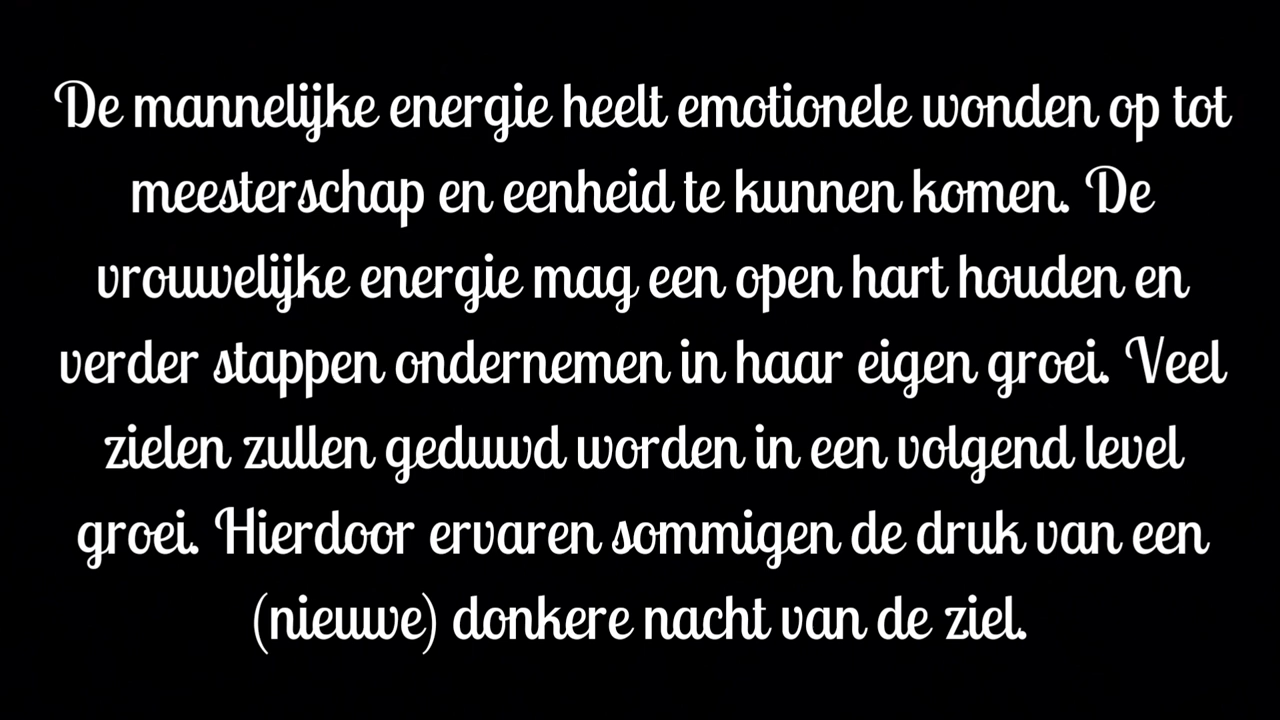 De mannelijke energie heelt emotionele wonden op tot
meesterschap en eenheid te kunnen komen. De
vrouwelijke energie mag een open hart houden en
verder stappen ondernemen in haar eigen groei. Veel
zielen zullen geduwd worden in een volgend level
groei. Hierdoor ervaren sommigen de druk van een
(nieuwe) donkere nacht van de ziel.